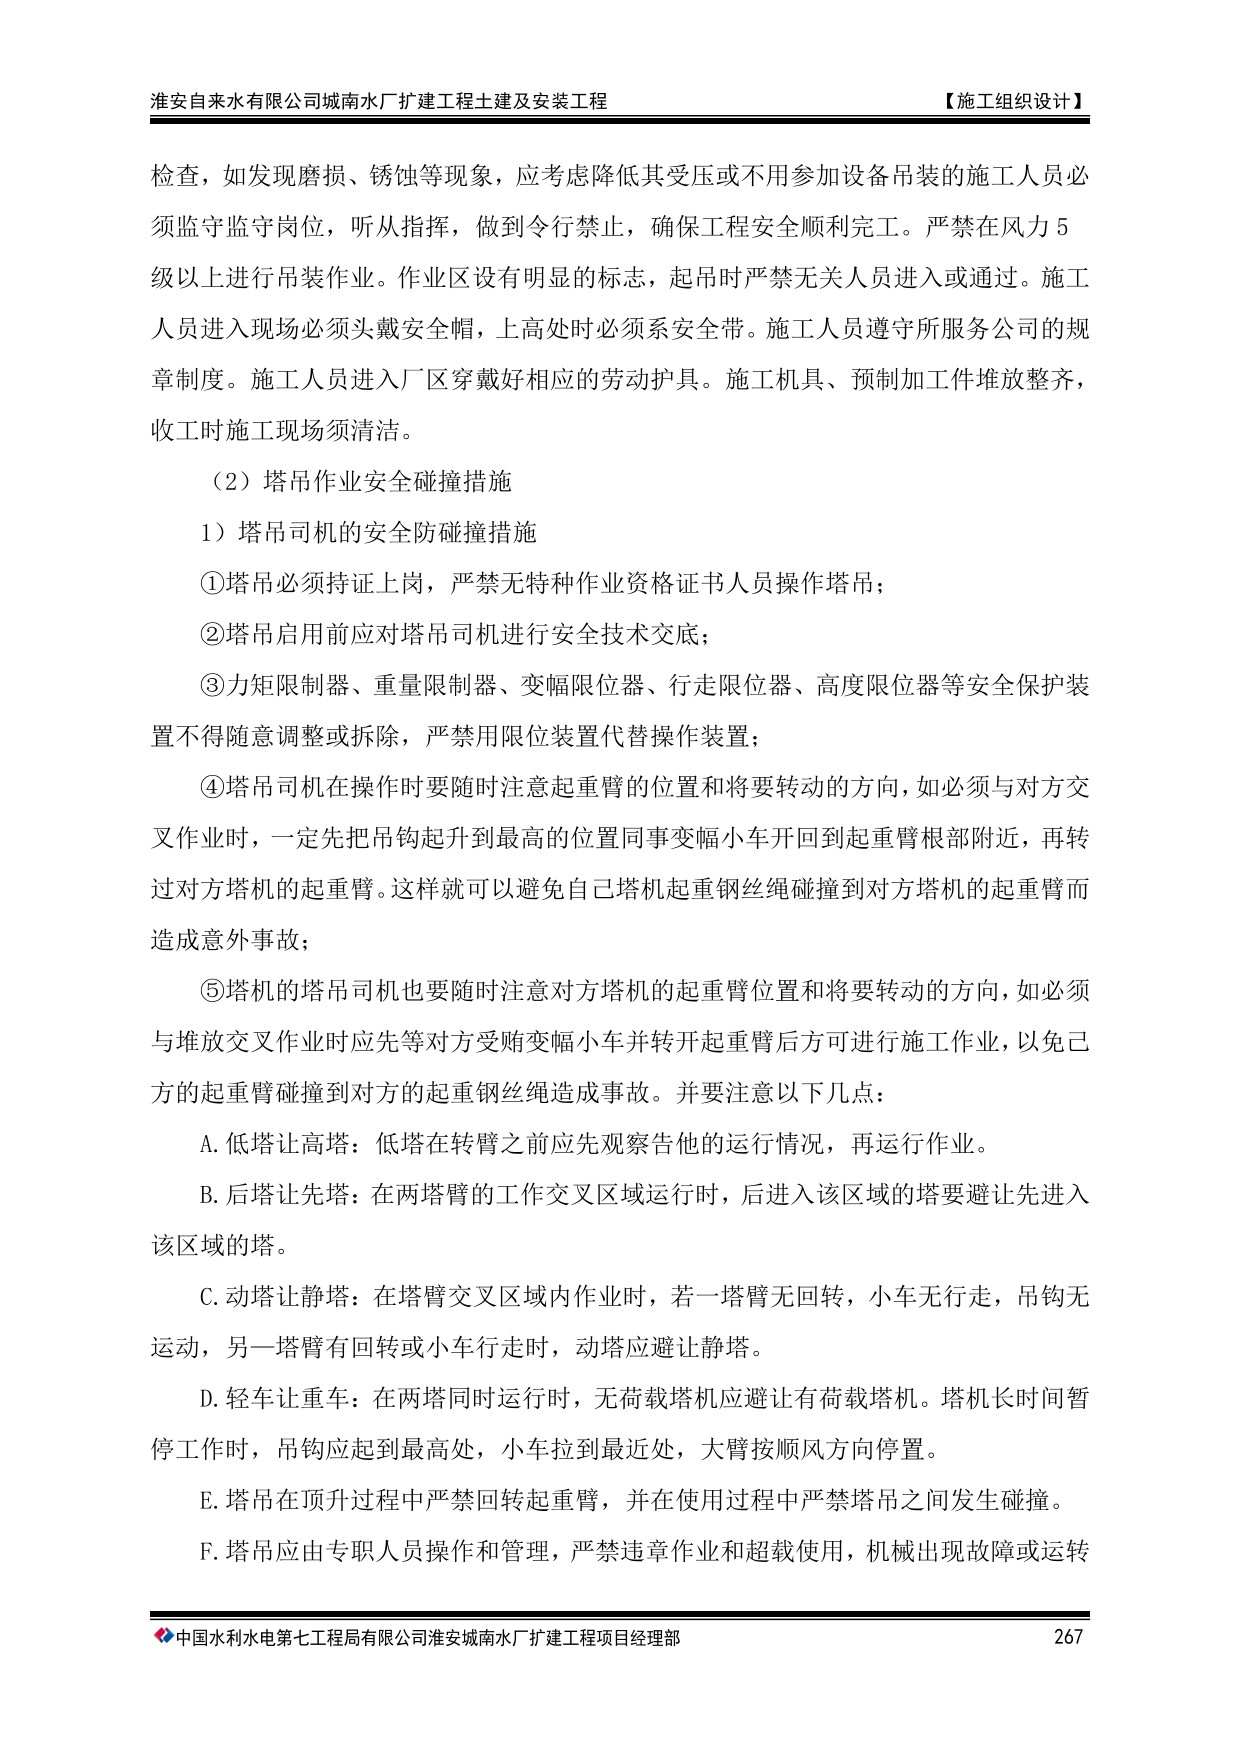 淮安自来水有限公司城南水厂扩建工程土建及安装工程 【施工组织设计】
检查，如发现磨损、锈蚀等现象，应考虑降低其受压或不用参加设备吊装的施工人员必
须监守监守岗位，听从指挥，做到令行禁止，确保工程安全顺利完工。严禁在风力 5
级以上进行吊装作业。作业区设有明显的标志，起吊时严禁无关人员进入或通过。施工
人员进入现场必须头戴安全帽，上高处时必须系安全带。施工人员遵守所服务公司的规
章制度。施工人员进入厂区穿戴好相应的劳动护具。施工机具、预制加工件堆放整齐，
收工时施工现场须清洁。
（2）塔吊作业安全碰撞措施
1）塔吊司机的安全防碰撞措施
①塔吊必须持证上岗，严禁无特种作业资格证书人员操作塔吊；
②塔吊启用前应对塔吊司机进行安全技术交底；
③力矩限制器、重量限制器、变幅限位器、行走限位器、高度限位器等安全保护装
置不得随意调整或拆除，严禁用限位装置代替操作装置；
④塔吊司机在操作时要随时注意起重臂的位置和将要转动的方向，如必须与对方交
叉作业时，一定先把吊钩起升到最高的位置同事变幅小车开回到起重臂根部附近，再转
过对方塔机的起重臂。这样就可以避免自己塔机起重钢丝绳碰撞到对方塔机的起重臂而
造成意外事故；
⑤塔机的塔吊司机也要随时注意对方塔机的起重臂位置和将要转动的方向，如必须
与堆放交叉作业时应先等对方受贿变幅小车并转开起重臂后方可进行施工作业，以免己
方的起重臂碰撞到对方的起重钢丝绳造成事故。并要注意以下几点：
A.低塔让高塔：低塔在转臂之前应先观察告他的运行情况，再运行作业。
B.后塔让先塔：在两塔臂的工作交叉区域运行时，后进入该区域的塔要避让先进入
该区域的塔。
C.动塔让静塔：在塔臂交叉区域内作业时，若一塔臂无回转，小车无行走，吊钩无
运动，另—塔臂有回转或小车行走时，动塔应避让静塔。
D.轻车让重车：在两塔同时运行时，无荷载塔机应避让有荷载塔机。塔机长时间暂
停工作时，吊钩应起到最高处，小车拉到最近处，大臂按顺风方向停置。
E.塔吊在顶升过程中严禁回转起重臂，并在使用过程中严禁塔吊之间发生碰撞。
F.塔吊应由专职人员操作和管理，严禁违章作业和超载使用，机械出现故障或运转
中国水利水电第七工程局有限公司淮安城南水厂扩建工程项目经理部 267